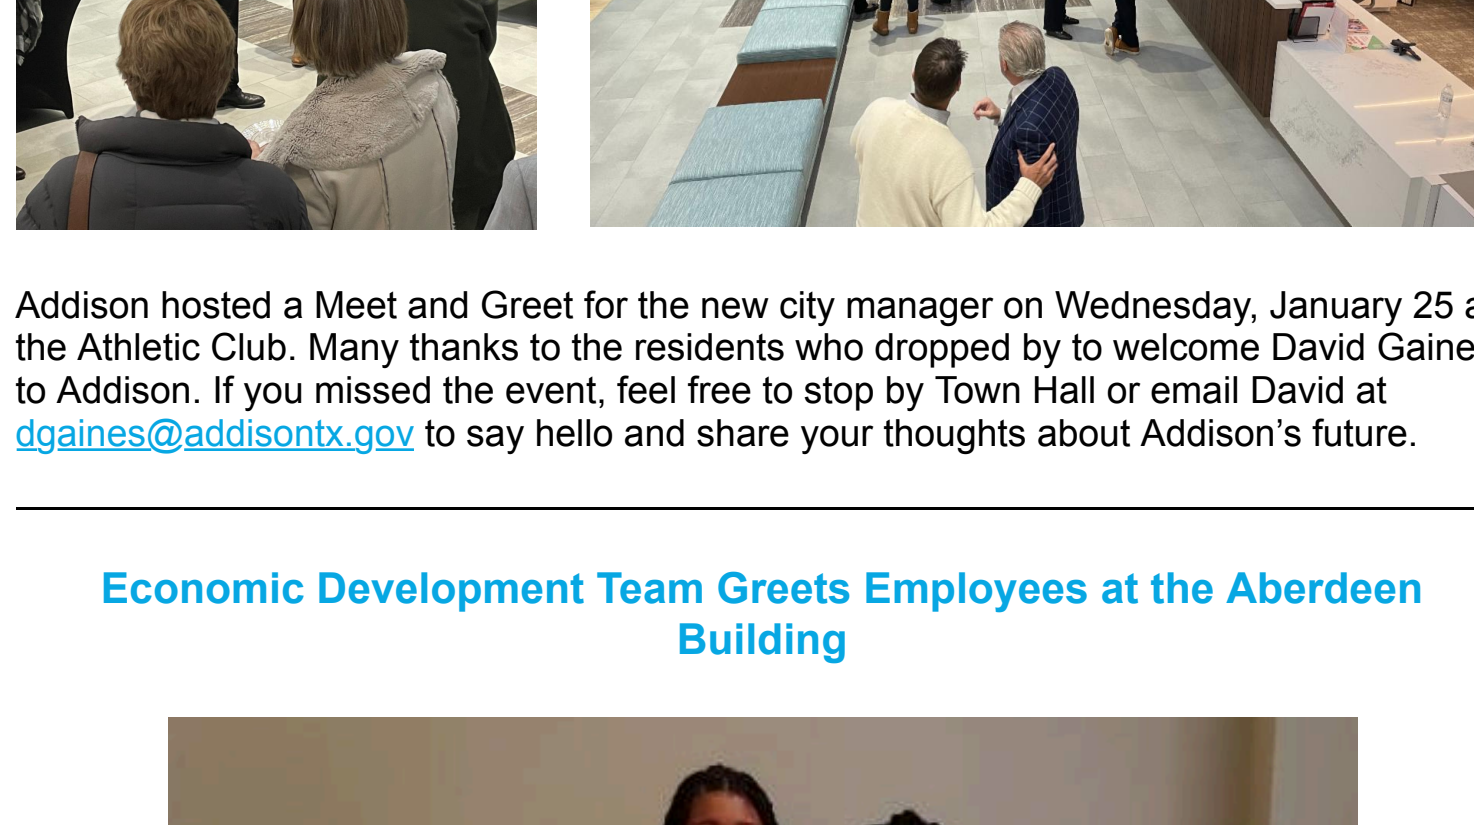 Addison hosted a Meet and Greet for the new city manager on Wednesday, January 25 a
the Athletic Club. Many thanks to the residents who dropped by to welcome David Gaine
to Addison. If you missed the event, feel free to stop by Town Hall or email David at
dgaines@addisontx.gov to say hello and share your thoughts about Addison’s future.
Economic Development Team Greets Employees at the Aberdeen
Building